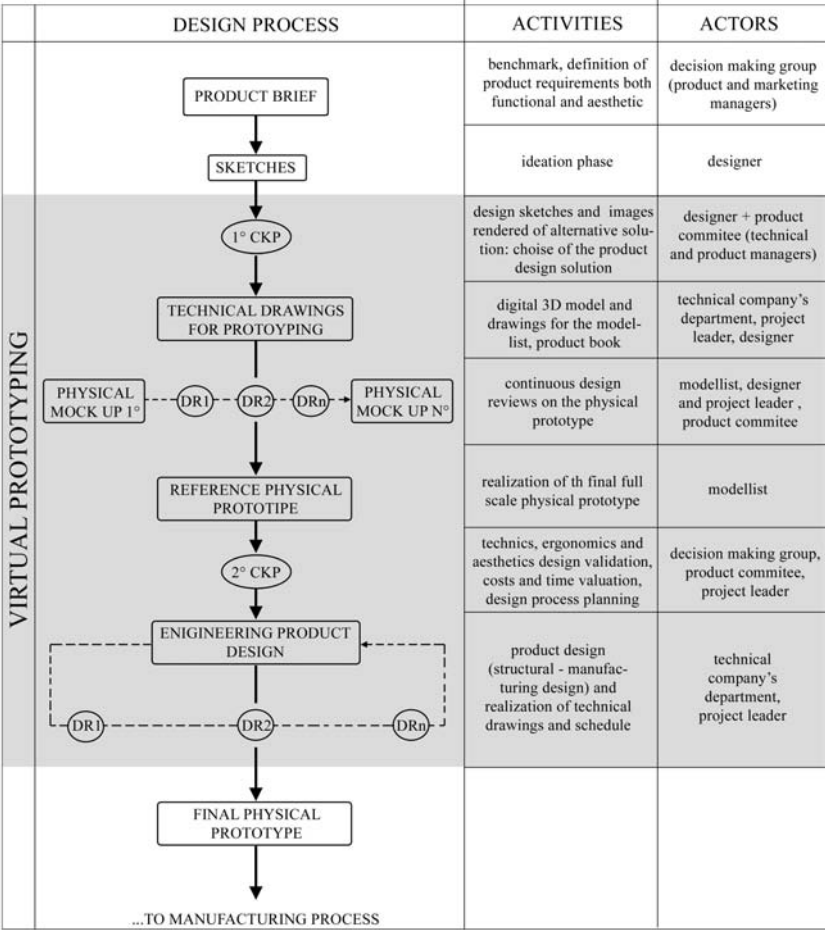 DESIGN PROCESS
ACTIVITIES
ACTORS
PRODUCT BRIEF
benchmark, definition of
product requirements both
functional and aesthetic
decision making group
(product and marketing
managers)
SKETCHES
ideation phase
designer
VIRTUAL PROTOTYPING
1° CKP
design sketches and images
rendered of alternative solu-
tion: choise of the product
design solution
designer + product
commitee (technical
and product managers)
TECHNICAL DRAWINGS
FOR PROTOYPING
digital 3D model and
drawings for the model-
list, product book
technical company's
department, project
leader, designer
PHYSICAL
MOCK UP 1°
DR1
DR2
DRn
PHYSICAL
MOCK UP N°
continuous design
reviews on the physical
prototype
modellist, designer
and project leader ,
product commitee
REFERENCE PHYSICAL
PROTOTIPE
realization of th final full
scale physical prototype
modellist
2° CKP
technics, ergonomics and
aesthetics design validation,
costs and time valuation,
design process planning
decision making group,
product commitee,
project leader
ENIGINEERING PRODUCT
DESIGN
DR1
DR2
DRn
product design
(structural - manufac-
turing design) and
realization of technical
drawings and schedule
technical
company's
department,
project leader
FINAL PHYSICAL
PROTOTYPE
...TO MANUFACTURING PROCESS